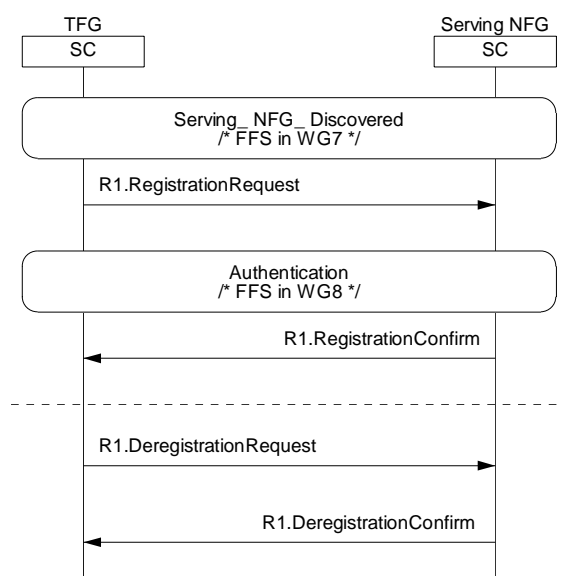 TFG
Serving NFG
SC
SC
Serving_ NFG_ Discovered
/* FFS in WG7 */
R1.RegistrationRequest
Authentication
/* FFS in WG8 */
R1.RegistrationConfirm
R1.DeregistrationRequest
R1.DeregistrationConfirm